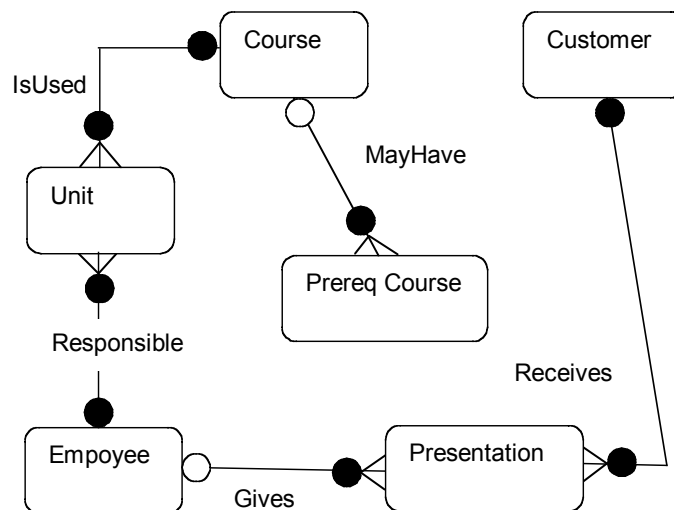 Course
Customer
IsUsed
MayHave
Unit
Prereq Course
Responsible
Receives
Empoyee
Presentation
Gives